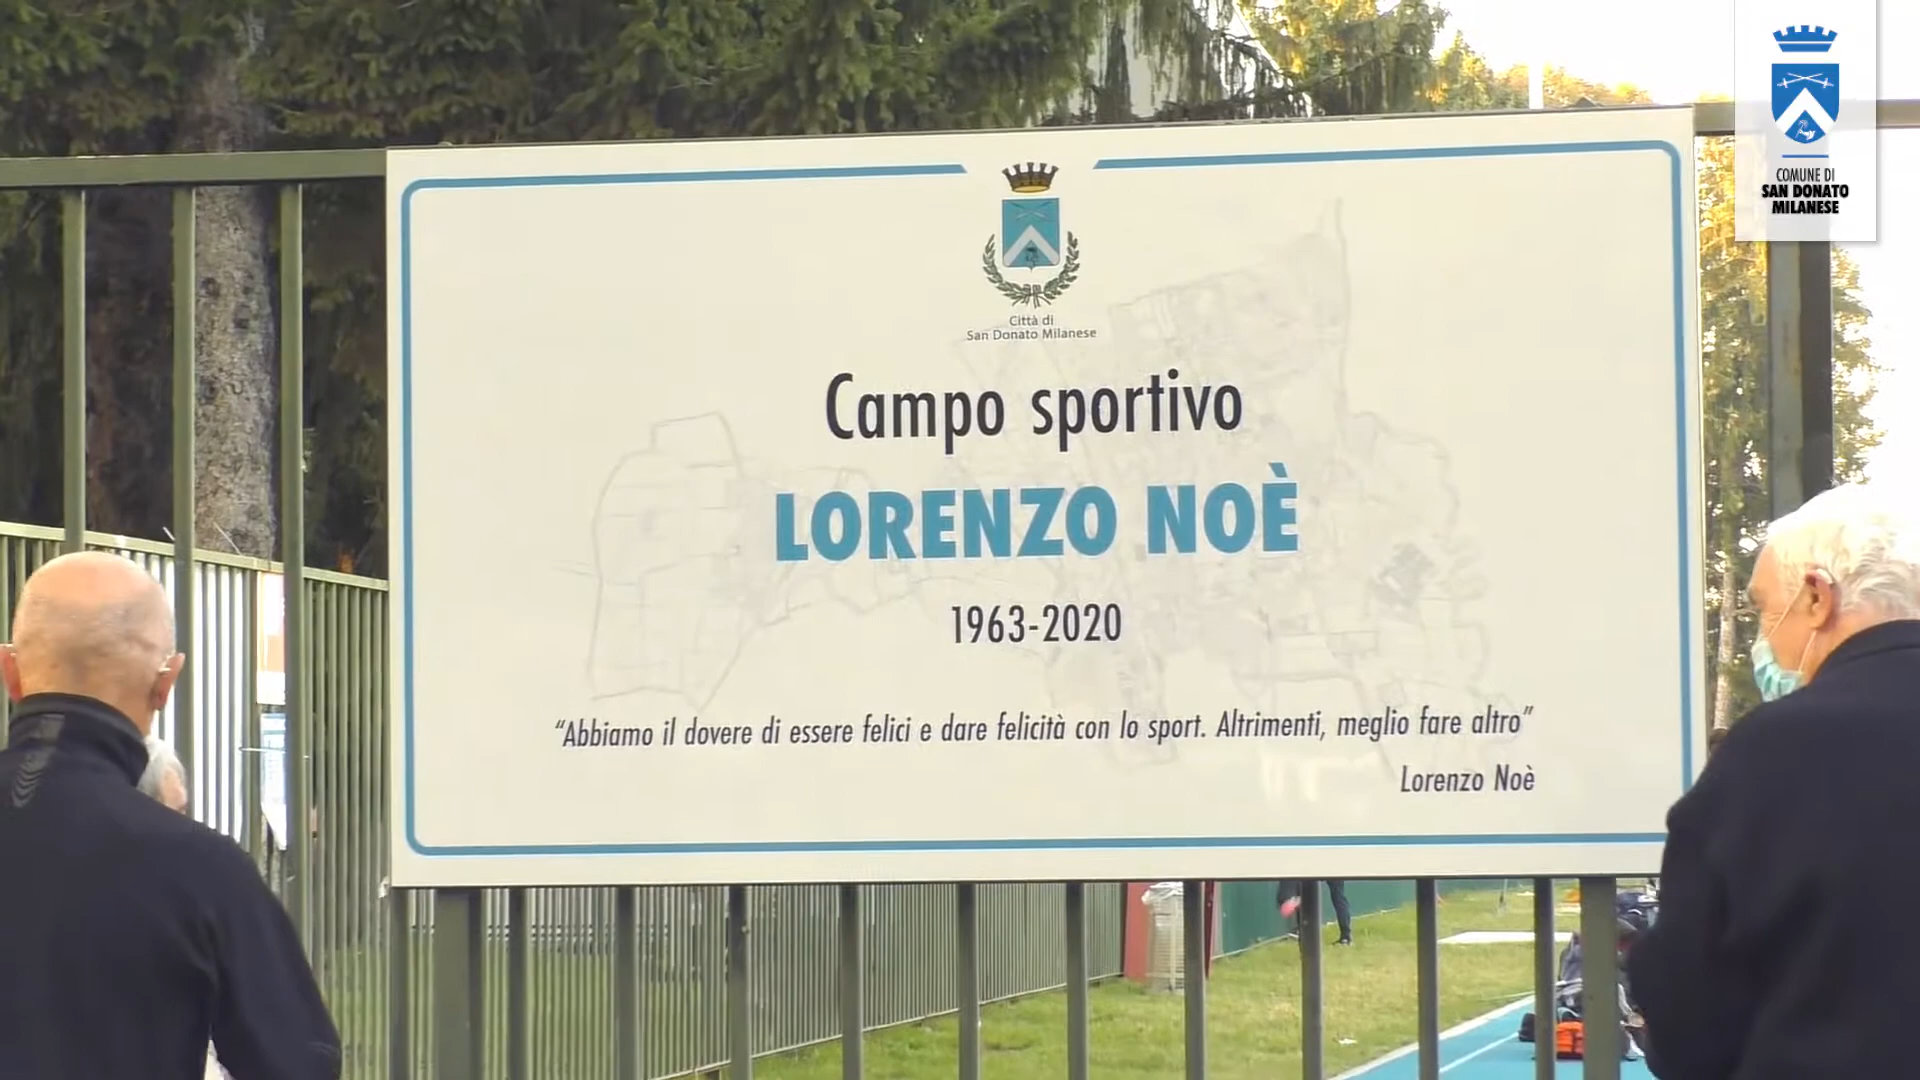 COMUNE DI
SAN DONATO
MILANESE
Città di
San Donato Milanese
Campo sportivo
LORENZO NOÈ
1963-2020
“Abbiamo il dovere di essere felici e dare felicità con lo sport. Altrimenti, meglio fare altro”
Lorenzo Noè